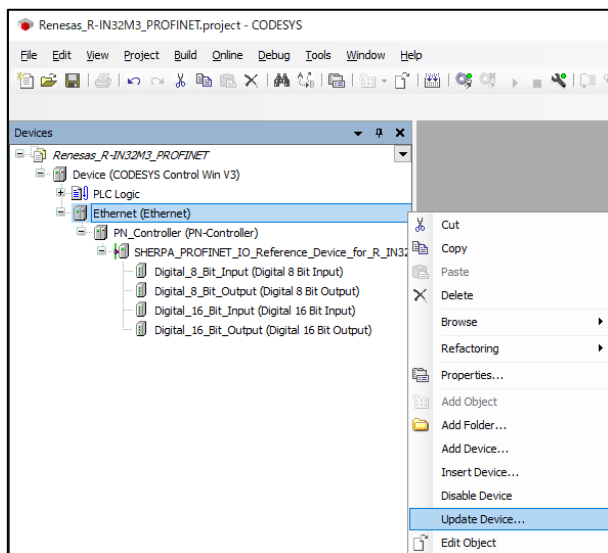 Renesas_R-IN32M3_PROFINET.project - CODESYS
File Edit View Project Build Online Debug Tools Window Help
Devices
Renesas_R-IN32M3_PROFINET
Device (CODESYS Control Win V3)
PLC Logic
Ethernet (Ethernet)
PN_Controller (PN-Controller)
SHERPA_PROFINET_IO_Reference_Device_for_R_IN32
Digital_8_Bit_Input (Digital 8 Bit Input)
Digital_8_Bit_Output (Digital 8 Bit Output)
Digital_16_Bit_Input (Digital 16 Bit Input)
Digital_16_Bit_Output (Digital 16 Bit Output)
Cut
Copy
Paste
Delete
Browse
Refactoring
Properties...
Add Object
Add Folder...
Add Device...
Insert Device...
Disable Device
Update Device...
Edit Object